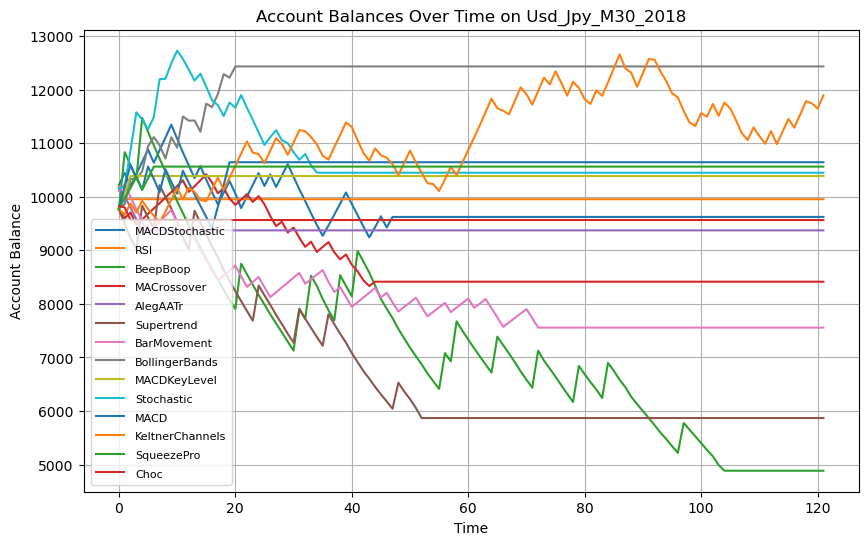 Account Balances Over Time on Usd_Jpy_M30_2018
Account Balance
13000
12000
11000
10000
9000
8000
7000
6000
5000
MACDStochastic
RSI
BeepBoop
MACrossover
AlegAATr
Supertrend
BarMovement
BollingerBands
MACDKeyLevel
Stochastic
MACD
KeltnerChannels
SqueezePro
Choc
0 20 40 60 80 100 120
Time